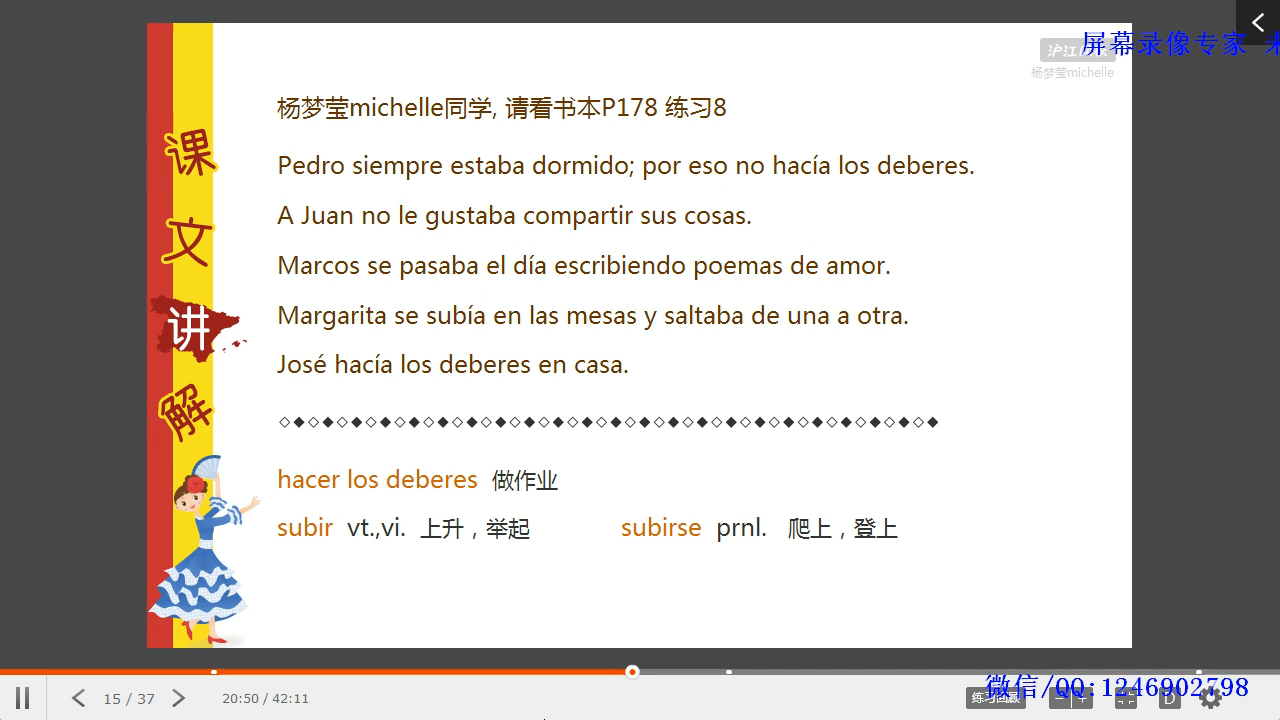 屏幕录像专家
沪江
杨梦莹michelle
杨梦莹michelle同学, 请看书本P178 练习8
Pedro siempre estaba dormido; por eso no hacía los deberes.
A Juan no le gustaba compartir sus cosas.
Marcos se pasaba el día escribiendo poemas de amor.
Margarita se subía en las mesas y saltaba de una a otra.
José hacía los deberes en casa.
课
文
讲
解
hacer los deberes 做作业
subir vt.,vi. 上升，举起 subirse prnl. 爬上，登上
15 / 37 20:50 / 42:11
微信/QQ:1246902798